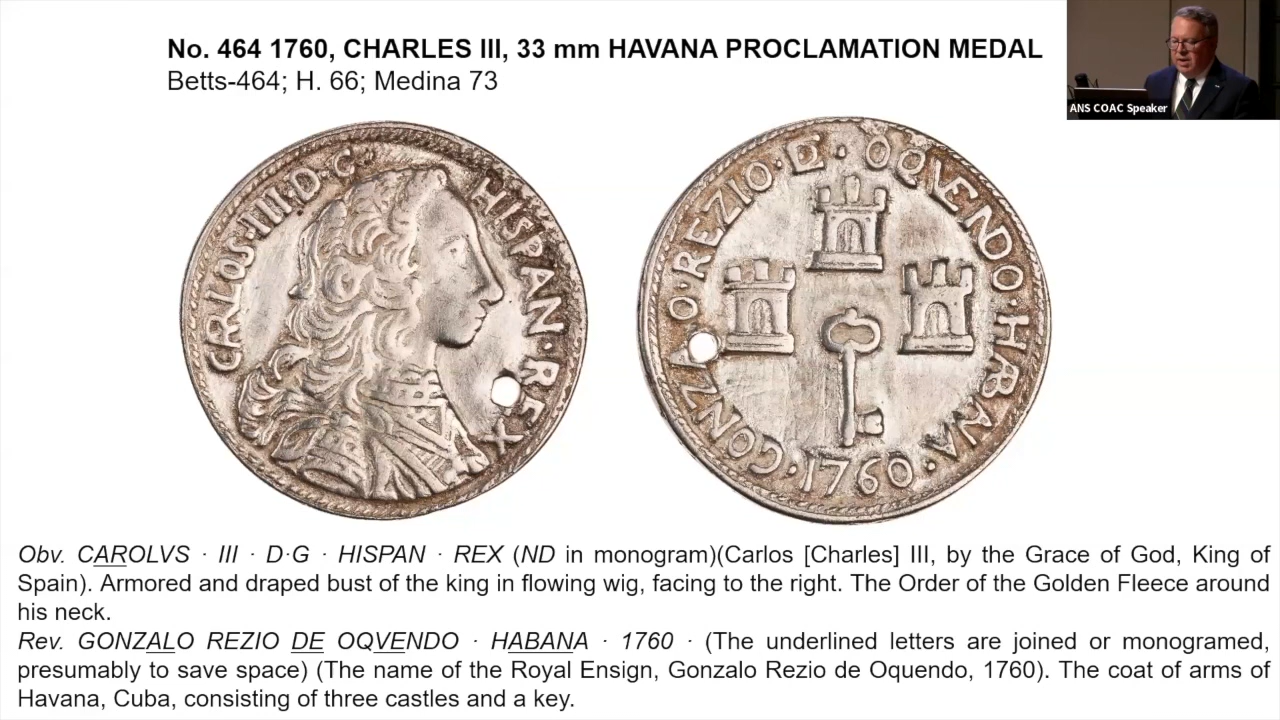 No. 464 1760, CHARLES III, 33 mm HAVANA PROCLAMATION MEDAL
Betts-464; H. 66; Medina 73
ANS COAC Speaker
CARLOS·III·D·G· HISPAN·REX
GONZA O·REZIO·D·OQVENDO·HABANA·1760·
Obv. CAROLVS · III · D·G · HISPAN · REX (ND in monogram)(Carlos [Charles] III, by the Grace of God, King of
Spain). Armored and draped bust of the king in flowing wig, facing to the right. The Order of the Golden Fleece around
his neck.
Rev. GONZALO REZIO DE OQVENDO · HABANA · 1760 · (The underlined letters are joined or monogramed,
presumably to save space) (The name of the Royal Ensign, Gonzalo Rezio de Oquendo, 1760). The coat of arms of
Havana, Cuba, consisting of three castles and a key.